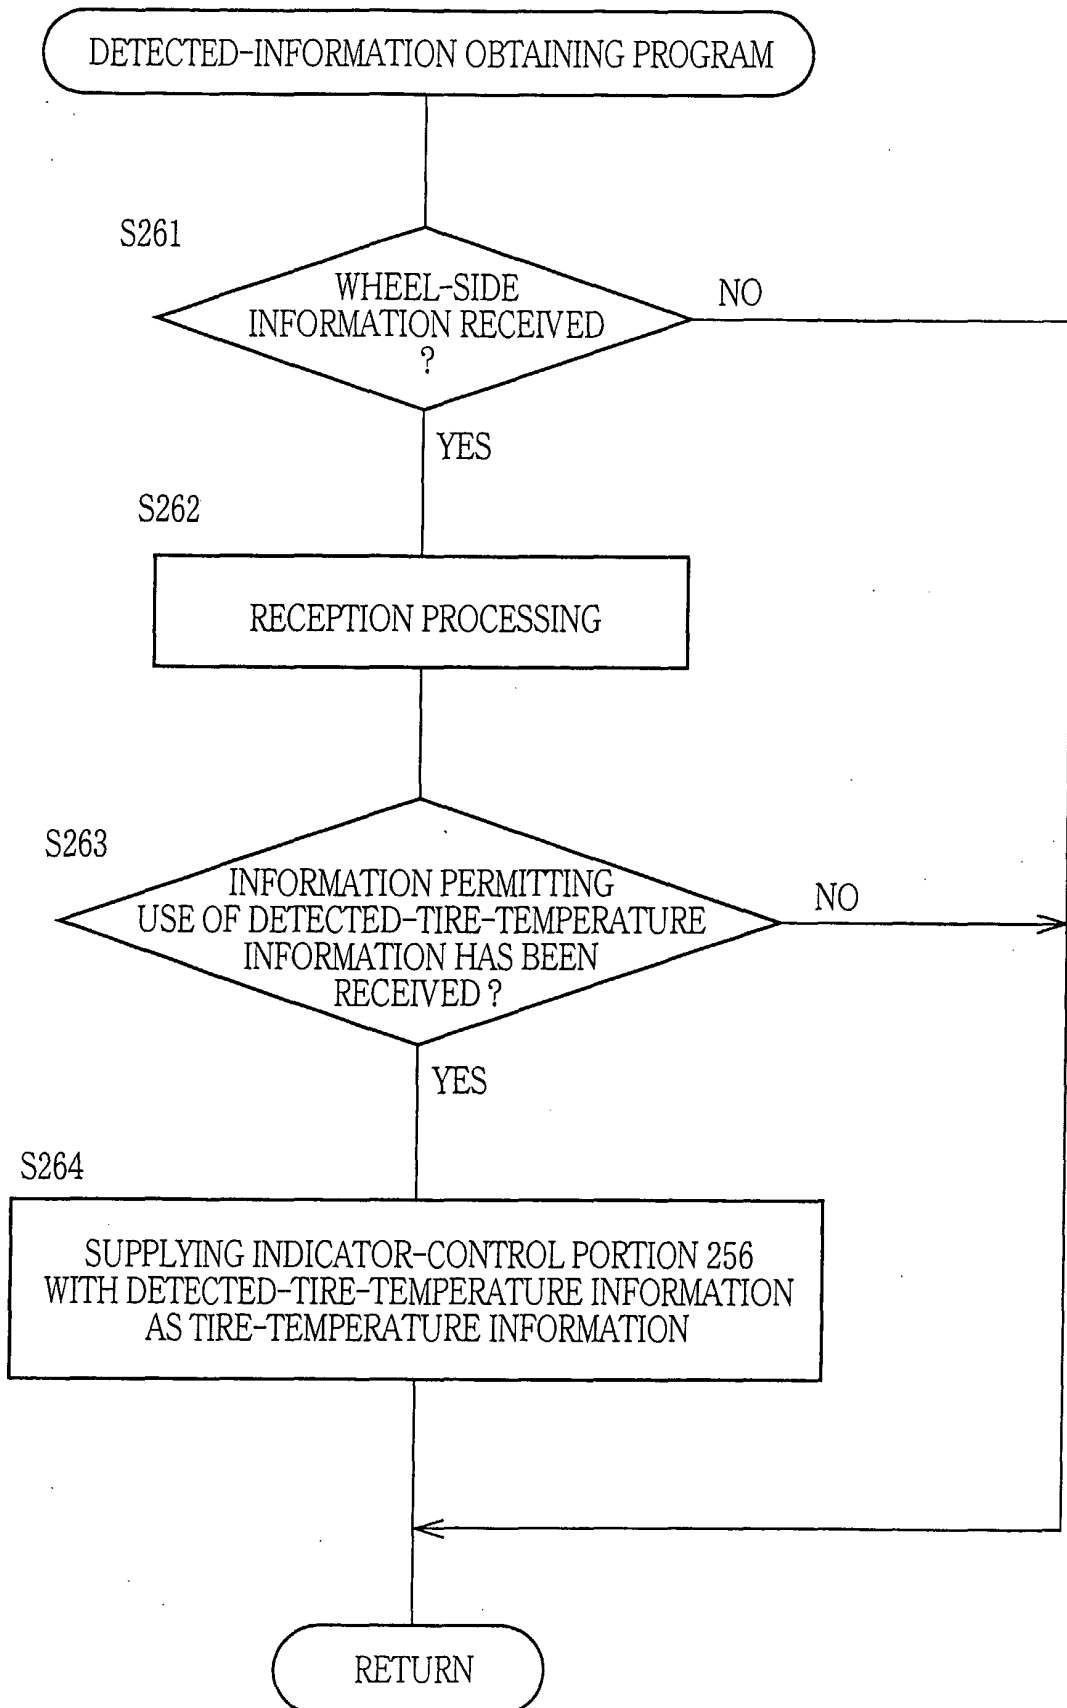 DETECTED-INFORMATION OBTAINING PROGRAM
S261
WHEEL-SIDE
INFORMATION RECEIVED
?
NO
YES
S262
RECEPTION PROCESSING
S263
INFORMATION PERMITTING
USE OF DETECTED-TIRE-TEMPERATURE
INFORMATION HAS BEEN
RECEIVED ?
NO
YES
S264
SUPPLYING INDICATOR-CONTROL PORTION 256
WITH DETECTED-TIRE-TEMPERATURE INFORMATION
AS TIRE-TEMPERATURE INFORMATION
RETURN